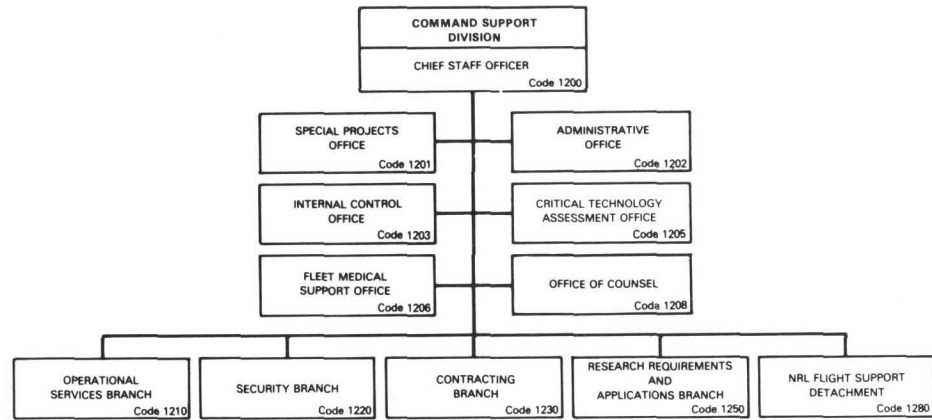 COMMAND SUPPORT
DIVISION
CHIEF STAFF OFFICER
Code 1200
SPECIAL PROJECTS
OFFICE
Code 1201
ADMINISTRATIVE
OFFICE
Code 1202
INTERNAL CONTROL
OFFICE
Code 1203
CRITICAL TECHNOLOGY
ASSESSMENT OFFICE
Code 1205
FLEET MEDICAL
SUPPORT OFFICE
Code 1206
OFFICE OF COUNSEL
Code 1208
OPERATIONAL
SERVICES BRANCH
Code 1210
SECURITY BRANCH
Code 1220
CONTRACTING
BRANCH
Code 1230
RESEARCH REQUIREMENTS
AND
APPLICATIONS BRANCH
Code 1250
NRL FLIGHT SUPPORT
DETACHMENT
Code 1280